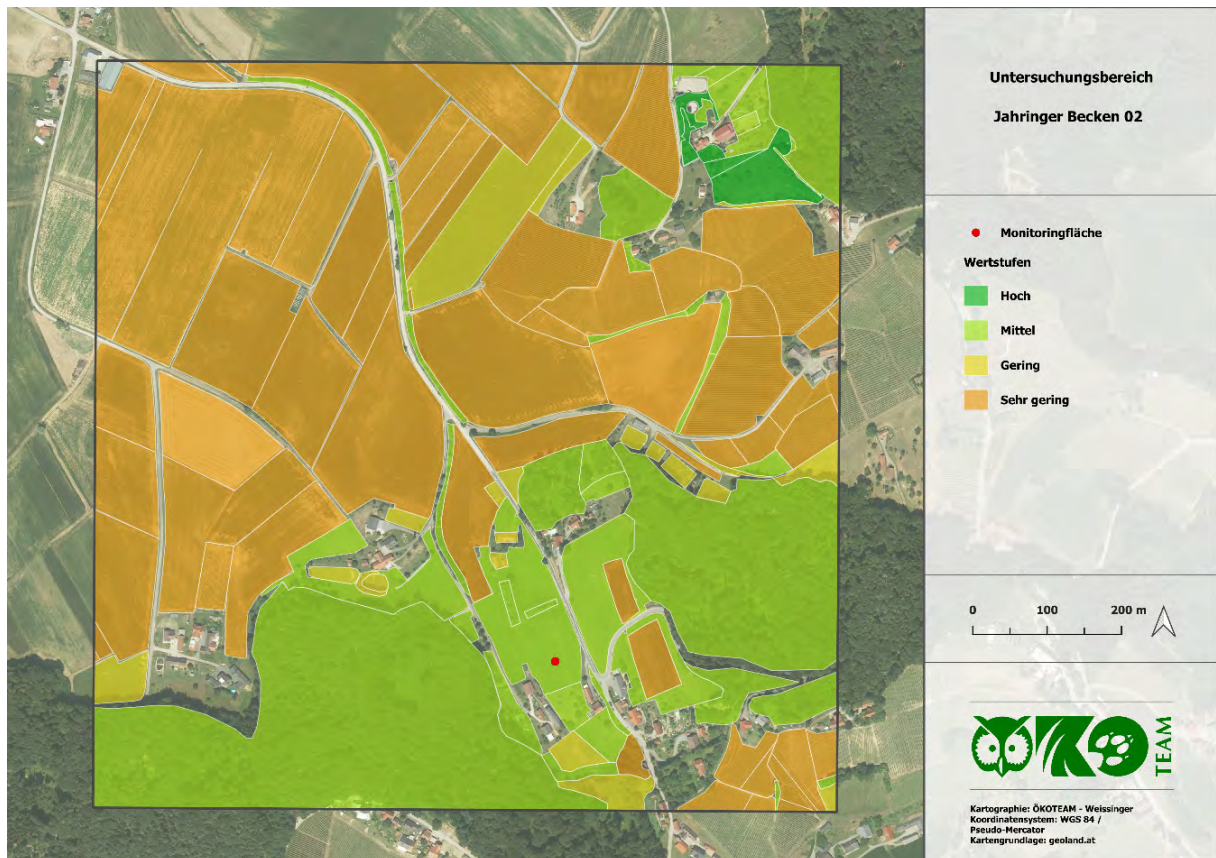 Untersuchungsbereich
Jahringer Becken 02
Monitoringfläche
Wertstufen
Hoch
Mittel
Gering
Sehr gering
0 100 200 m
ÖKO
TEAM
Kartographie: ÖKOTEAM - Weissinger
Koordinatensystem: WGS 84 /
Pseudo-Mercator
Kartengrundlage: geoland.at